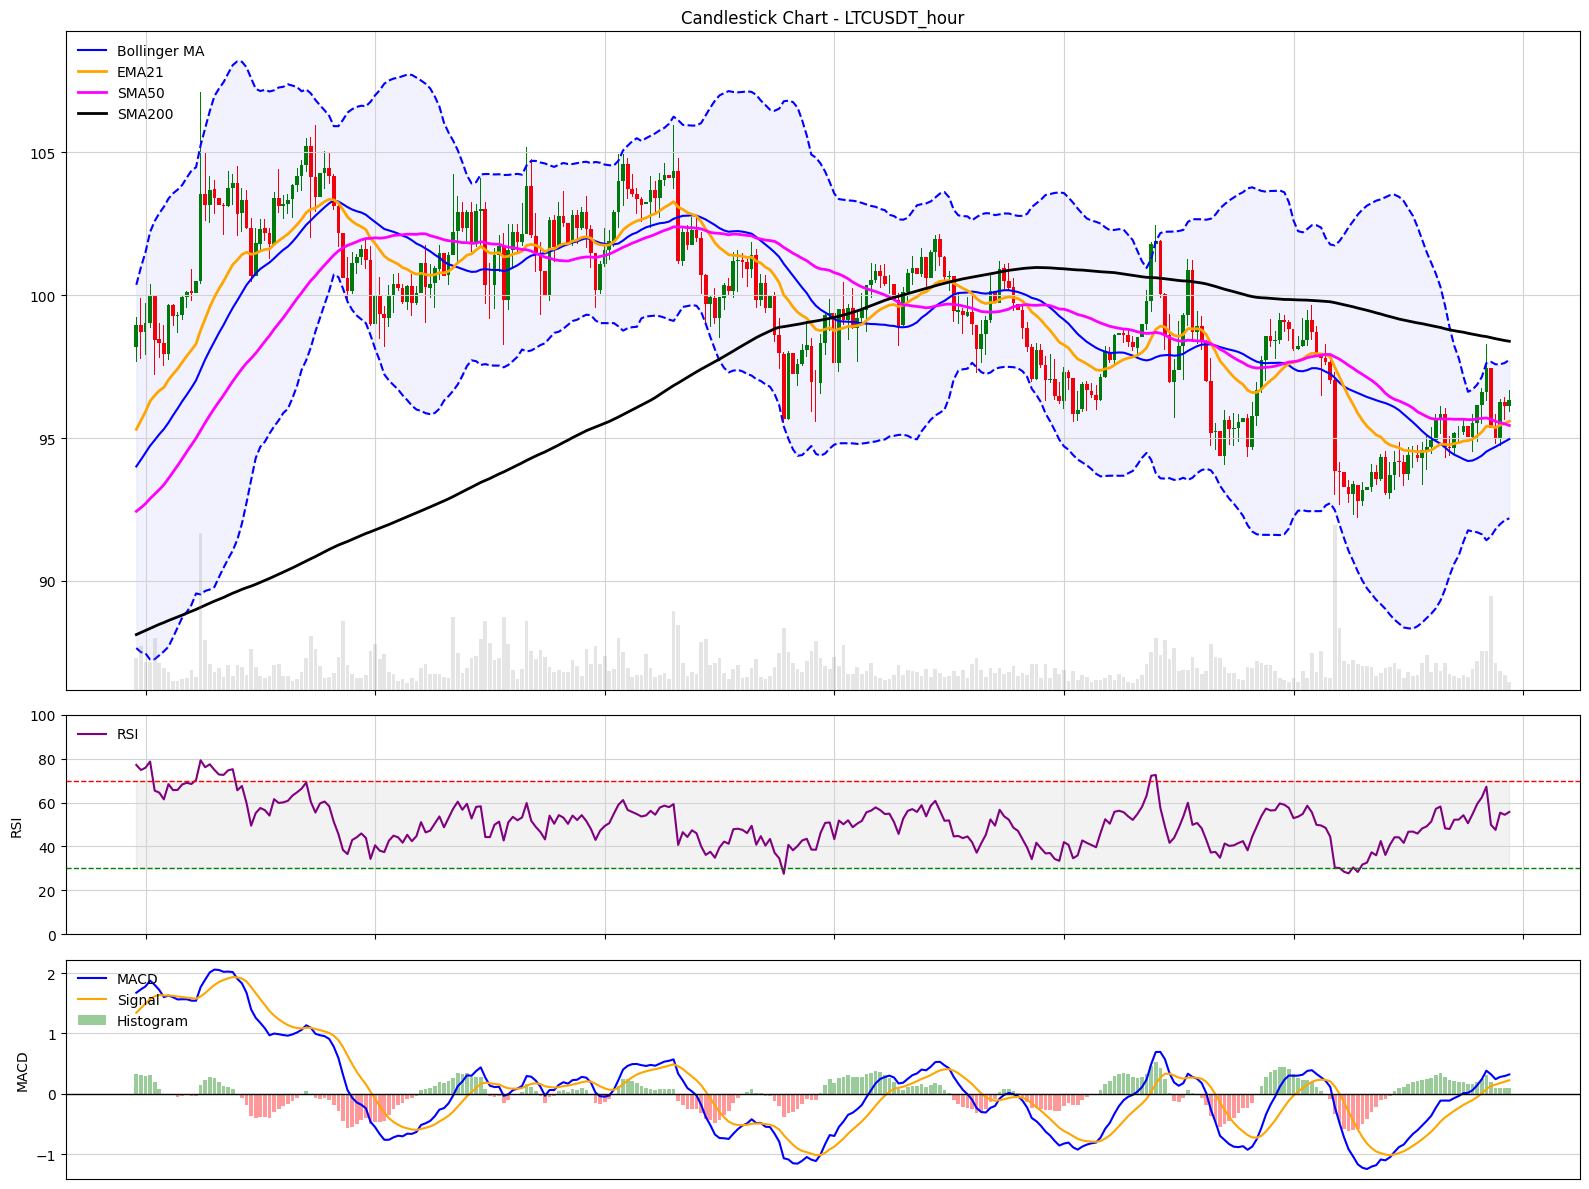 Candlestick Chart - LTCUSDT_hour
Bollinger MA
EMA21
SMA50
SMA200
105
100
95
90
100
80
60
40
20
0
RSI
RSI
2
1
0
−1
MACD
MACD
Signal
Histogram